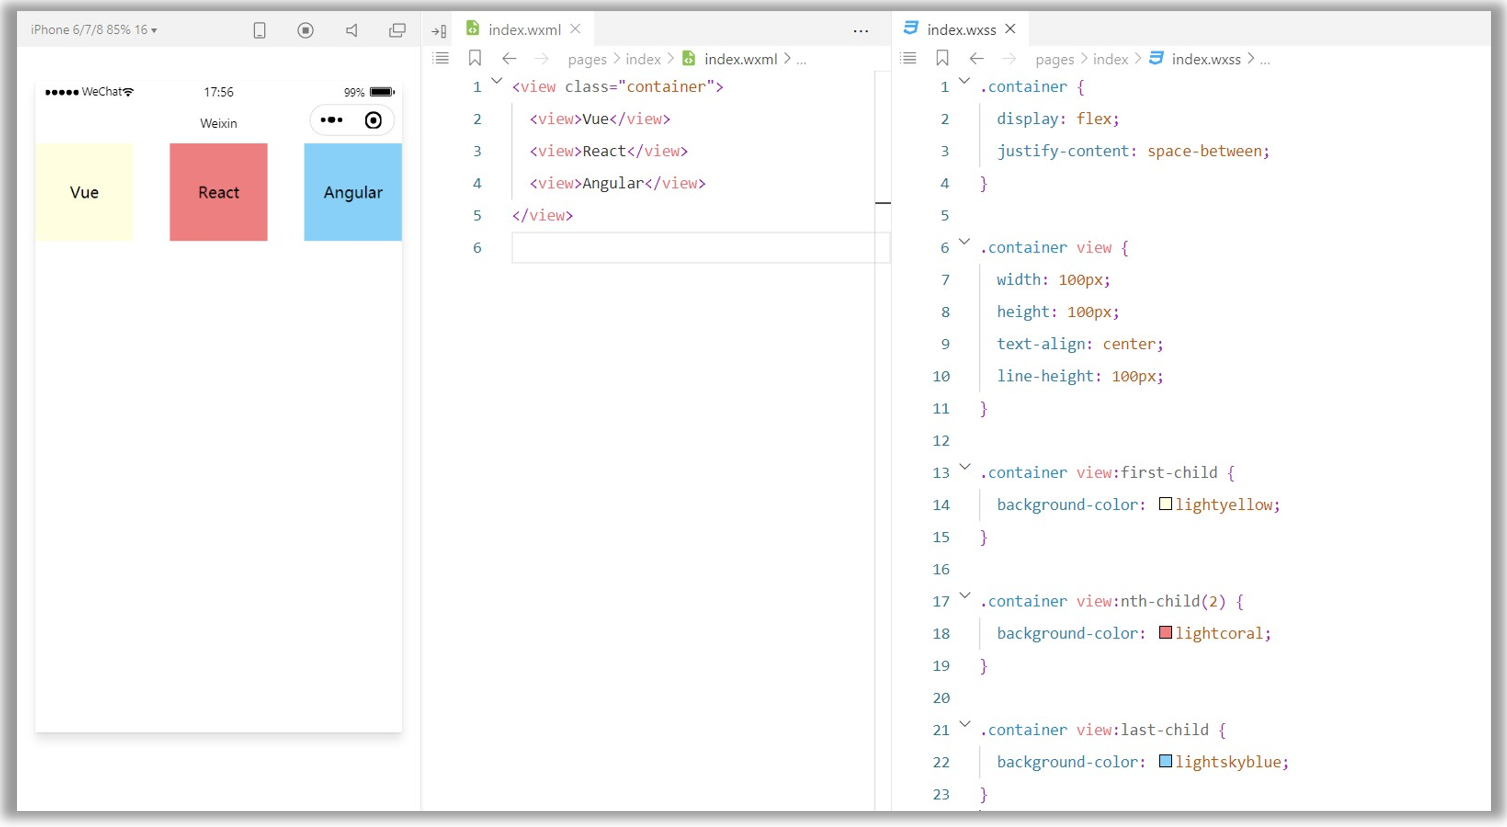 iPhone 6/7/8 85% 16
WeChat 17:56 99%
Weixin
Vue React Angular
index.wxml
pages > index > index.wxml > ...
1 <view class="container">
2 <view>Vue</view>
3 <view>React</view>
4 <view>Angular</view>
5 </view>
6
index.wxss
pages > index > index.wxss > ...
1 .container {
2 display: flex;
3 justify-content: space-between;
4 }
5
6 .container view {
7 width: 100px;
8 height: 100px;
9 text-align: center;
10 line-height: 100px;
11 }
12
13 .container view:first-child {
14 background-color: lightyellow;
15 }
16
17 .container view:nth-child(2) {
18 background-color: lightcoral;
19 }
20
21 .container view:last-child {
22 background-color: lightskyblue;
23 }